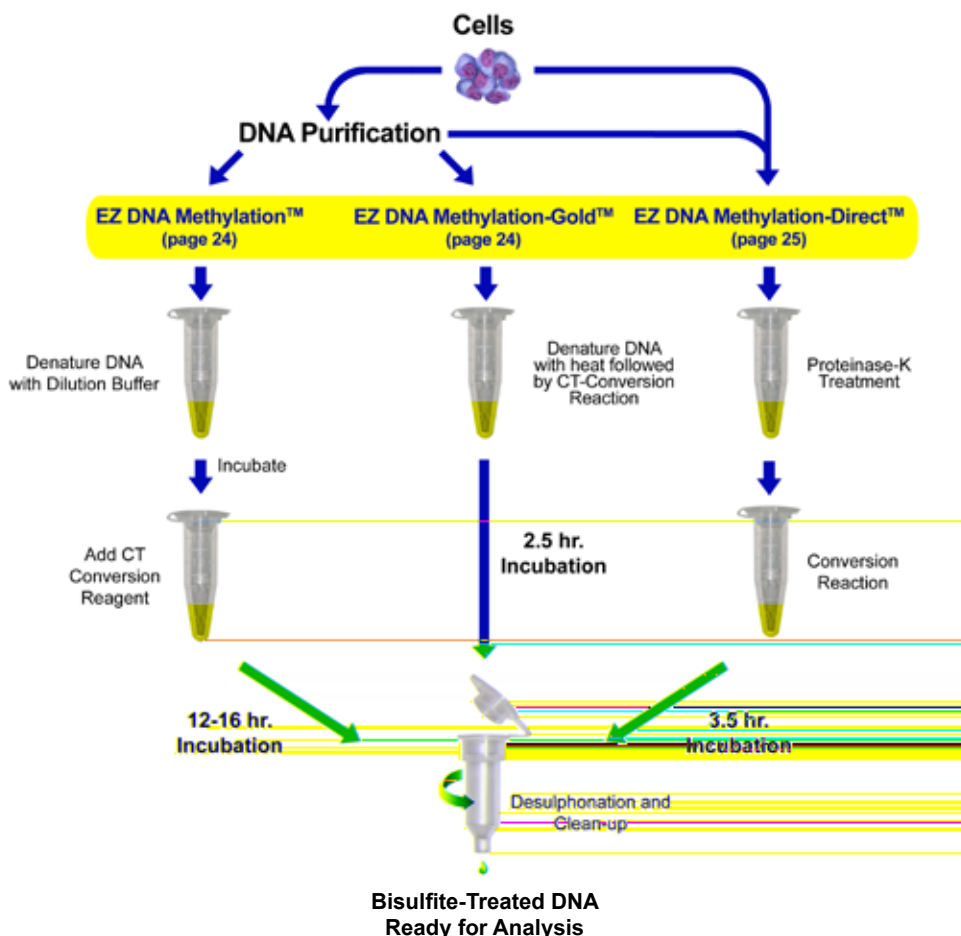 Cells
DNA Purification
EZ DNA Methylation™
(page 24)
EZ DNA Methylation-Gold™
(page 24)
EZ DNA Methylation-Direct™
(page 25)
Denature DNA
with Dilution Buffer
Denature DNA
with heat followed
by CT-Conversion
Reaction
Proteinase-K
Treatment
Incubate
Add CT
Conversion
Reagent
2.5 hr.
Incubation
Conversion
Reaction
12-16 hr.
Incubation
3.5 hr.
Incubation
Desulphonation and
Clean-up
Bisulfite-Treated DNA
Ready for Analysis